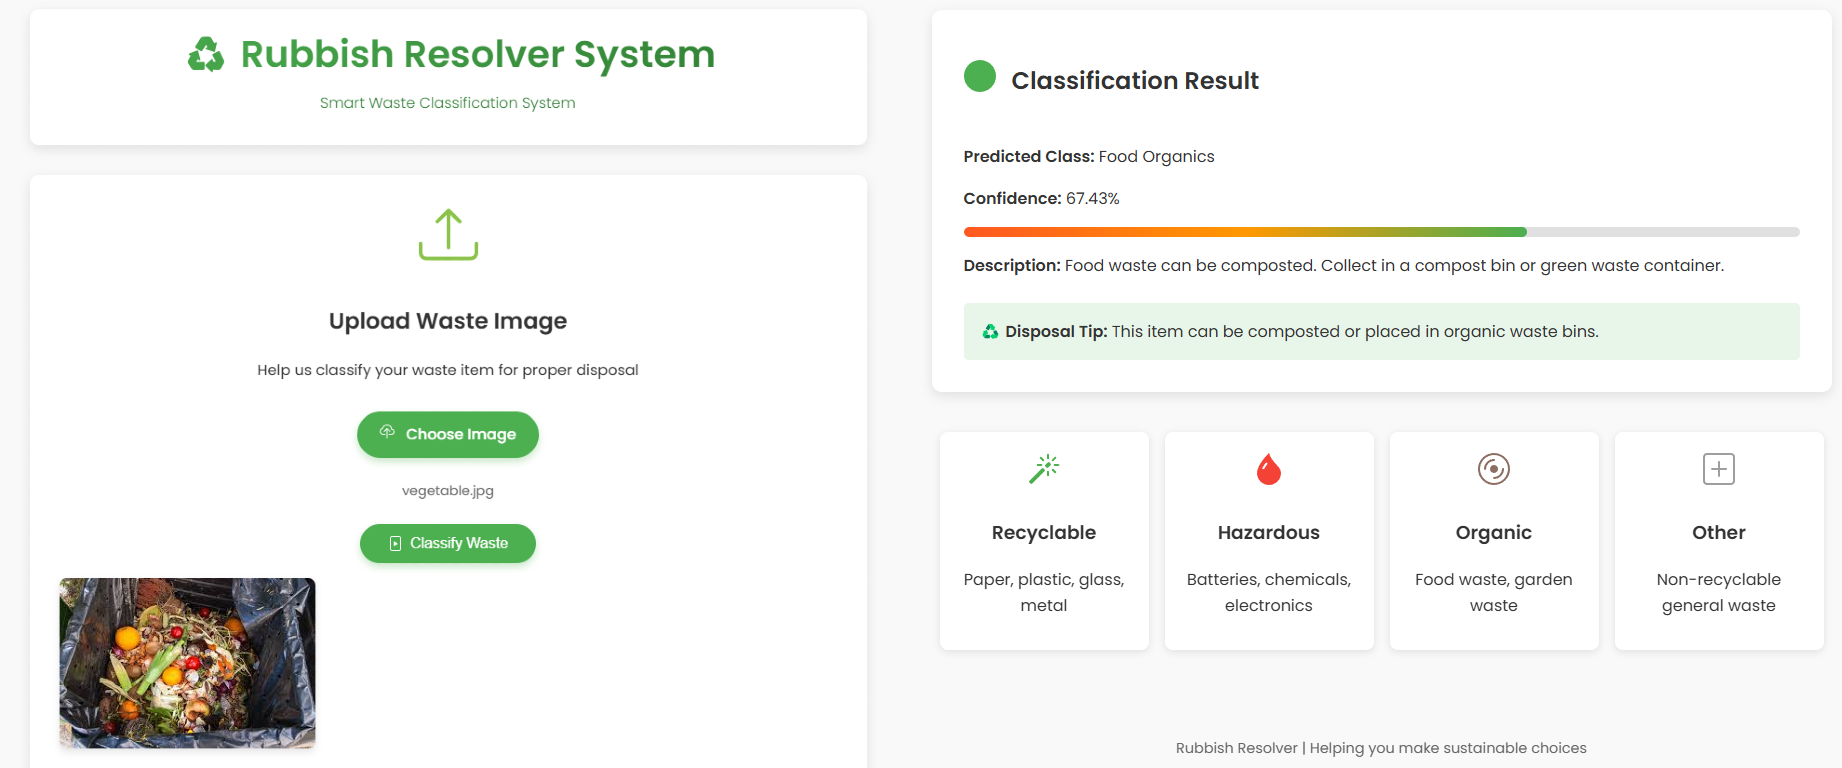 Rubbish Resolver System
Smart Waste Classification System
Upload Waste Image
Help us classify your waste item for proper disposal
Choose Image
vegetable.jpg
Classify Waste
Classification Result
Predicted Class: Food Organics
Confidence: 67.43%
Description: Food waste can be composted. Collect in a compost bin or green waste container.
Disposal Tip: This item can be composted or placed in organic waste bins.
Recyclable
Paper, plastic, glass,
metal
Hazardous
Batteries, chemicals,
electronics
Organic
Food waste, garden
waste
Other
Non-recyclable
general waste
Rubbish Resolver | Helping you make sustainable choices